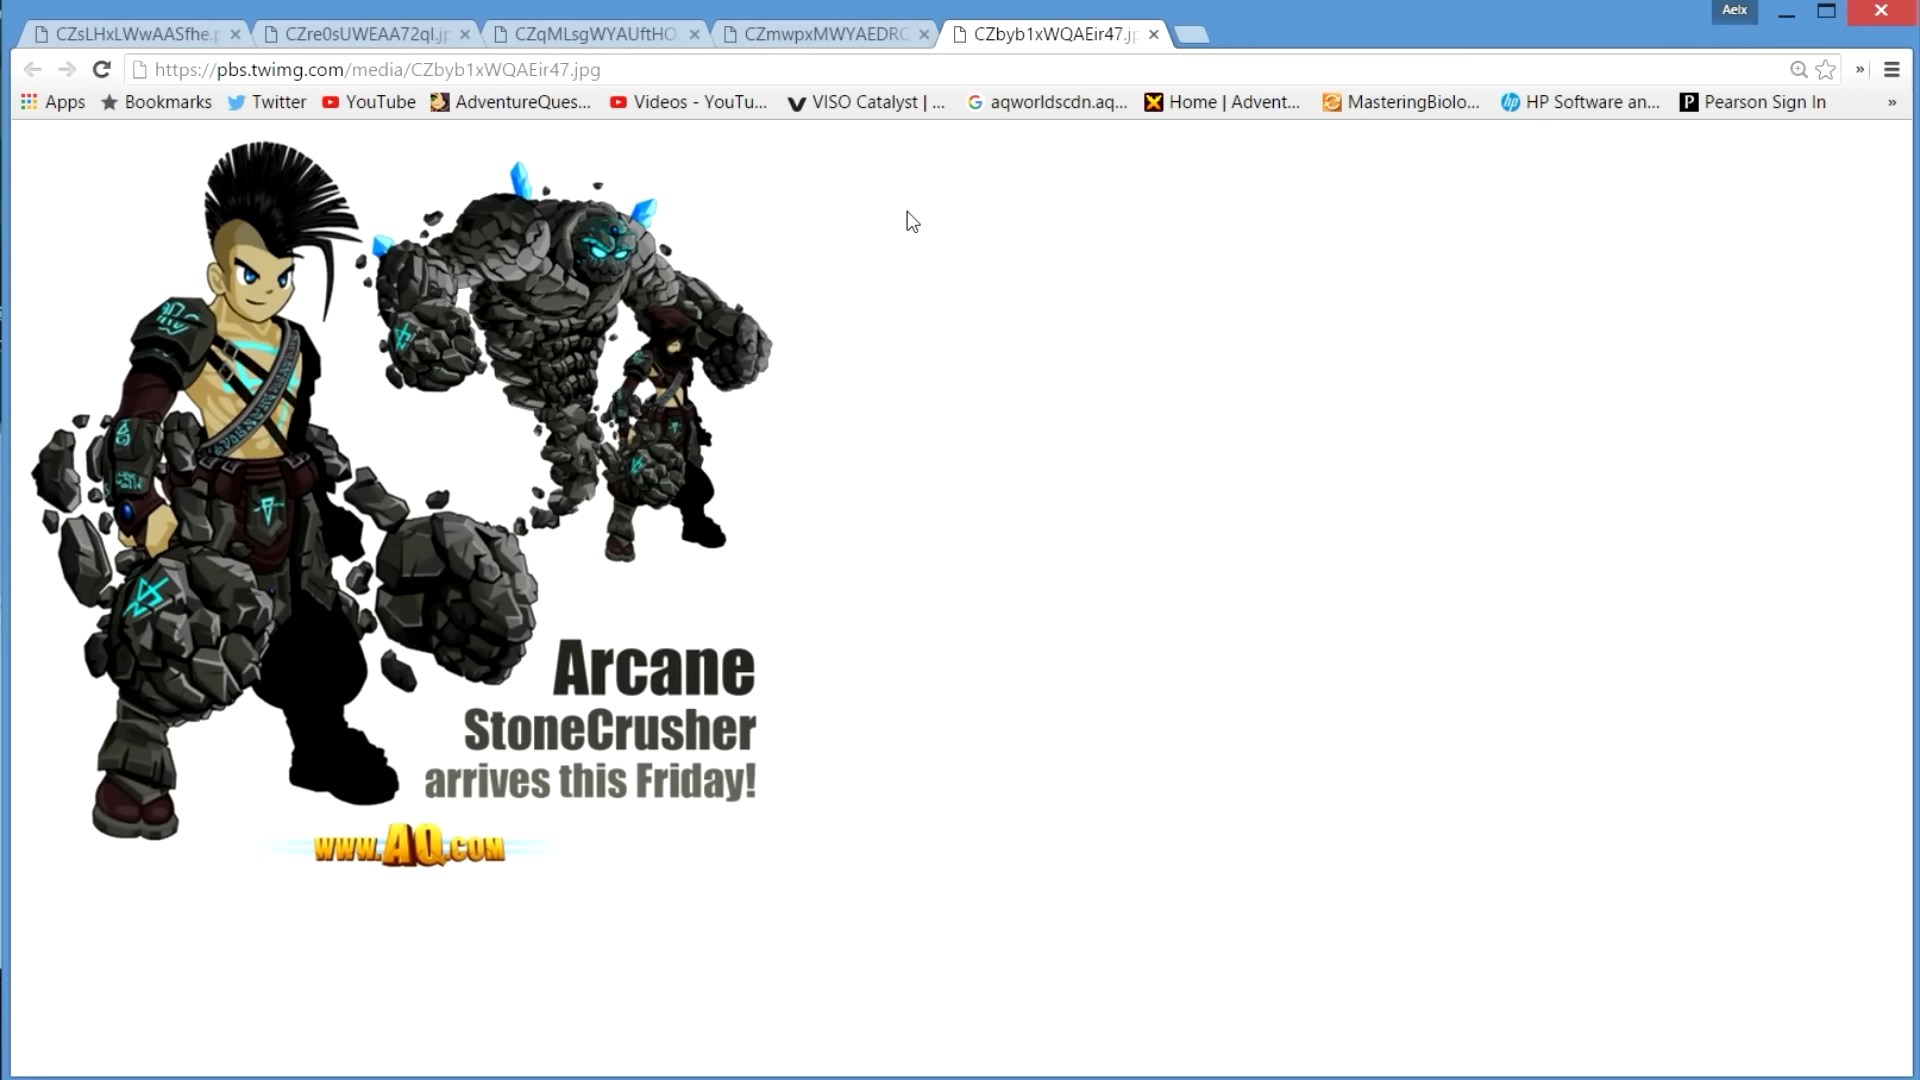 Aelx
CZsLHxLWwAASfhe.p
CZre0sUWEAA72ql.jp
CZqMLsgWYAUftHO.
CZmwpxMWYAEDRC
CZbyb1xWQAEir47.jp
https://pbs.twimg.com/media/CZbyb1xWQAEir47.jpg
»
Apps Bookmarks Twitter YouTube AdventureQues... Videos - YouTu... VISO Catalyst | ... aqworldscdn.aq... Home | Advent... MasteringBiolo... HP Software an... Pearson Sign In »
Arcane
StoneCrusher
arrives this Friday!
WWW.AQ.COM